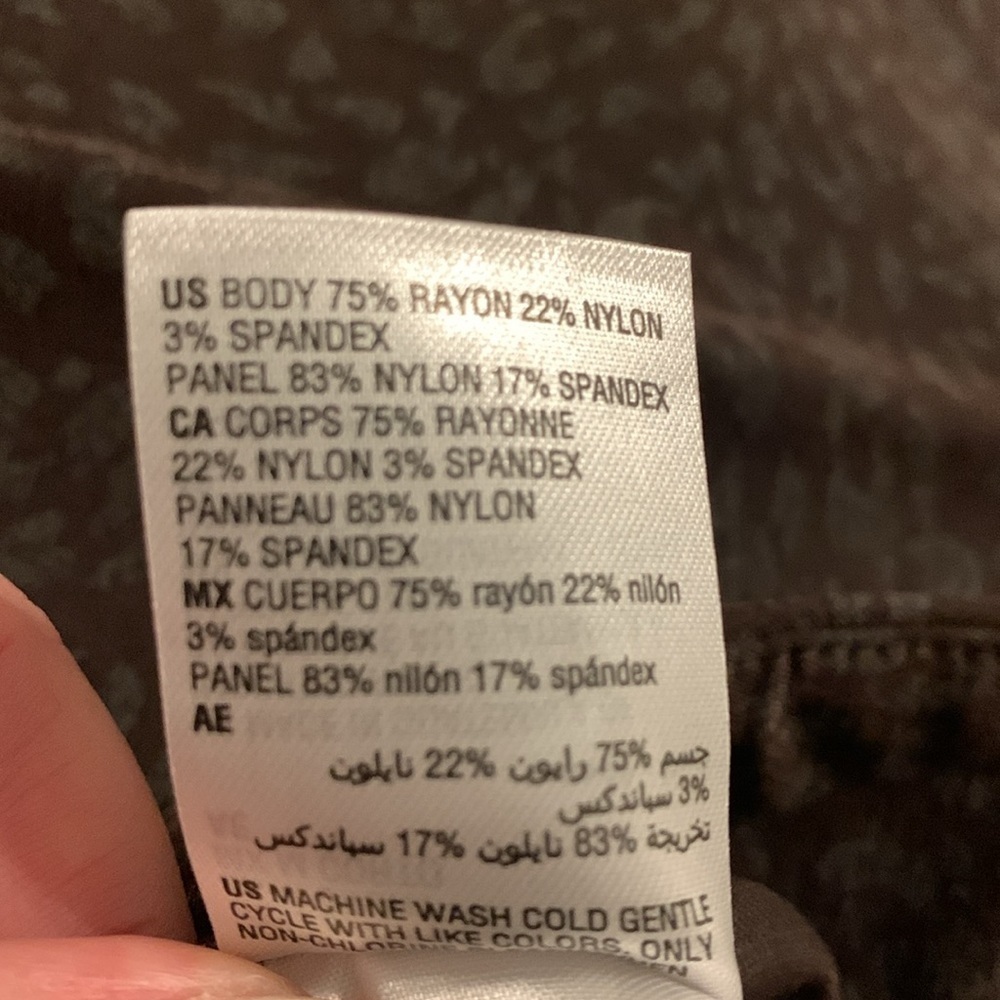 US BODY 75% RAYON 22% NYLON
3% SPANDEX
PANEL 83% NYLON 17% SPANDEX
CA CORPS 75% RAYONNE
22% NYLON 3% SPANDEX
PANNEAU 83% NYLON
17% SPANDEX
MX CUERPO 75% rayón 22% nilón
3% spándex
PANEL 83% nilón 17% spándex
AE
جسم 75% رايون 22% نايلون
3% سباندكس
تخريجة 83% نايلون 17% سباندكس
US MACHINE WASH COLD GENTLE
CYCLE WITH LIKE COLORS. ONLY